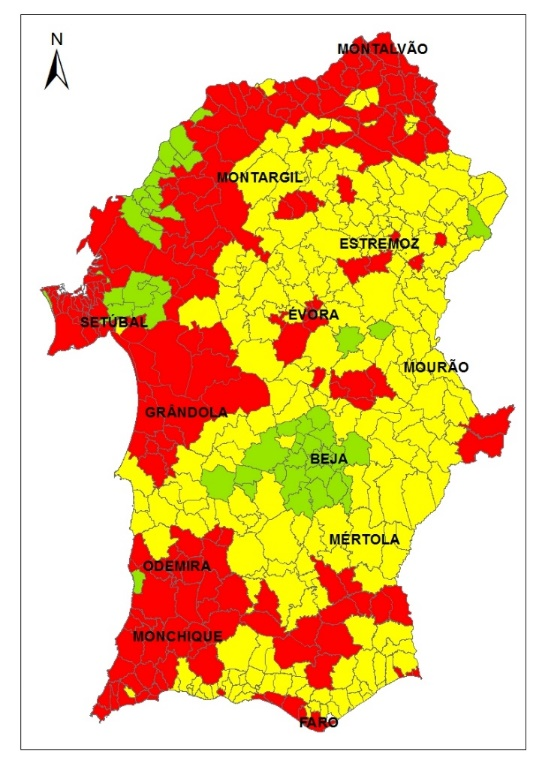 N
MONTALVÃO
MONTARGIL
ESTREMOZ
ÉVORA
SETÚBAL
MOURÃO
GRÂNDOLA
BEJA
MÉRTOLA
ODEMIRA
MONCHIQUE
FARO